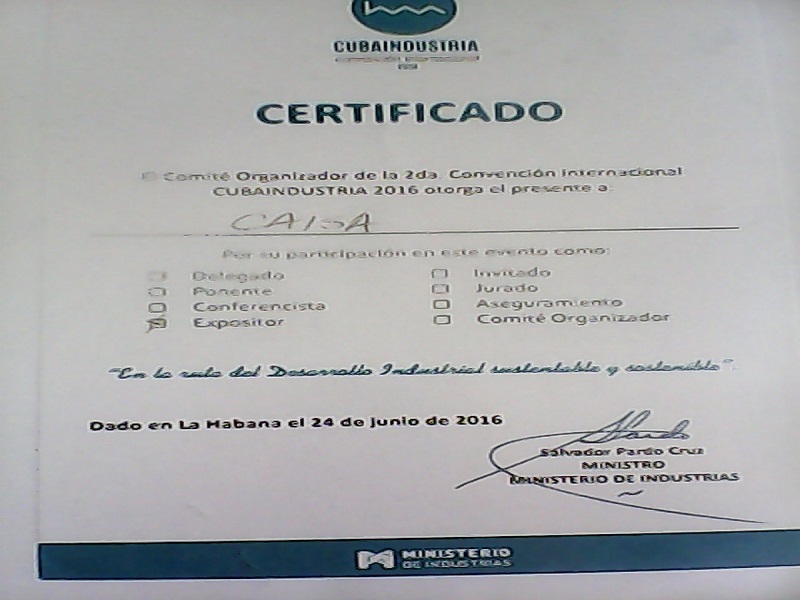 CUBAINDUSTRIA
CERTIFICADO
El Comité Organizador de la 2da. Convención Internacional
CUBAINDUSTRIA 2016 otorga el presente a:
CAISA
Por su participación en este evento como:
Delegado
Ponente
Conferencista
Expositor
Invitado
Jurado
Aseguramiento
Comité Organizador
"En la ruta del Desarrollo Industrial sustentable y sostenible".
Dado en La Habana el 24 de junio de 2016
Salvador Pardo Cruz
MINISTRO
MINISTERIO DE INDUSTRIAS
MINISTERIO
DE INDUSTRIAS